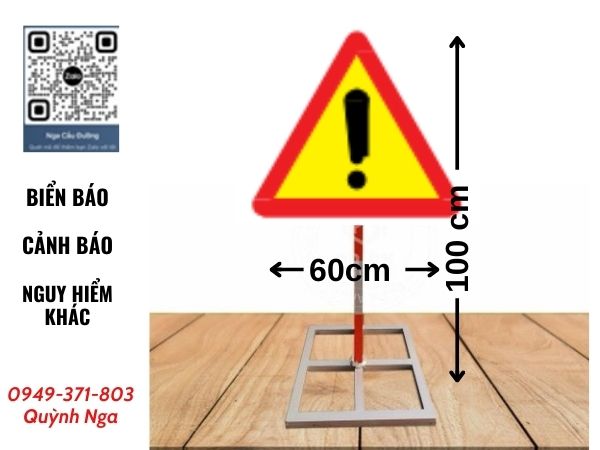 Zalo
Nga Cầu Đường
Quét mã để thêm bạn Zalo với tôi
BIỂN BÁO
CẢNH BÁO
NGUY HIỂM
KHÁC
0949-371-803
Quỳnh Nga
60cm
100 cm